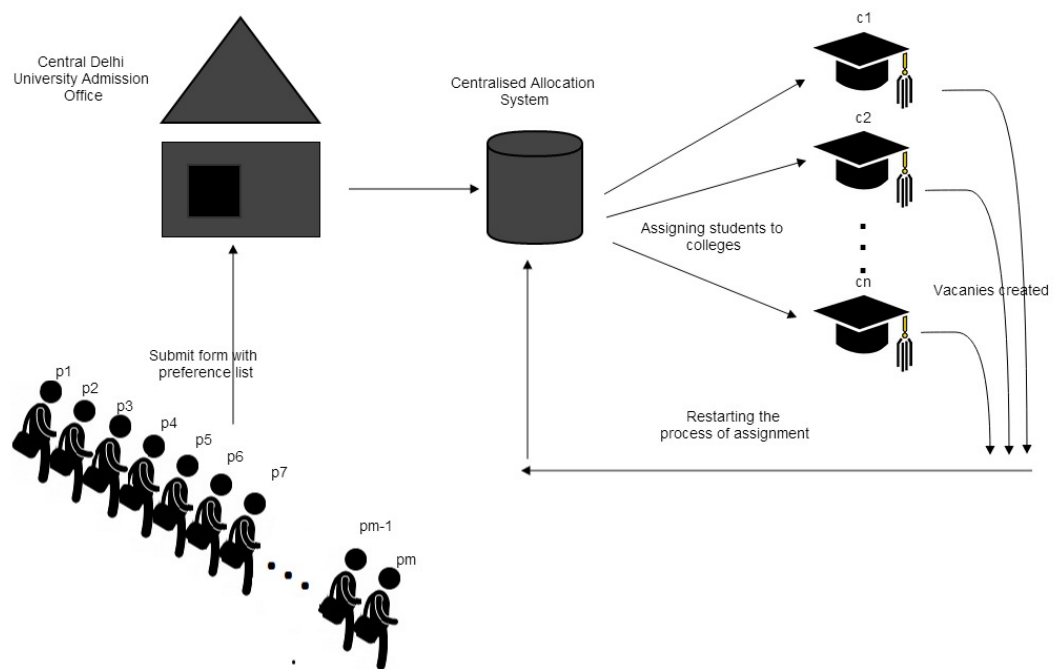 c1
Central Delhi
University Admission
Office
Centralised Allocation
System
c2
Assigning students to
colleges
cn
Vacanies created
Submit form with
preference list
p1
p2
p3
p4
p5
p6
p7
Restarting the
process of assignment
pm-1
pm